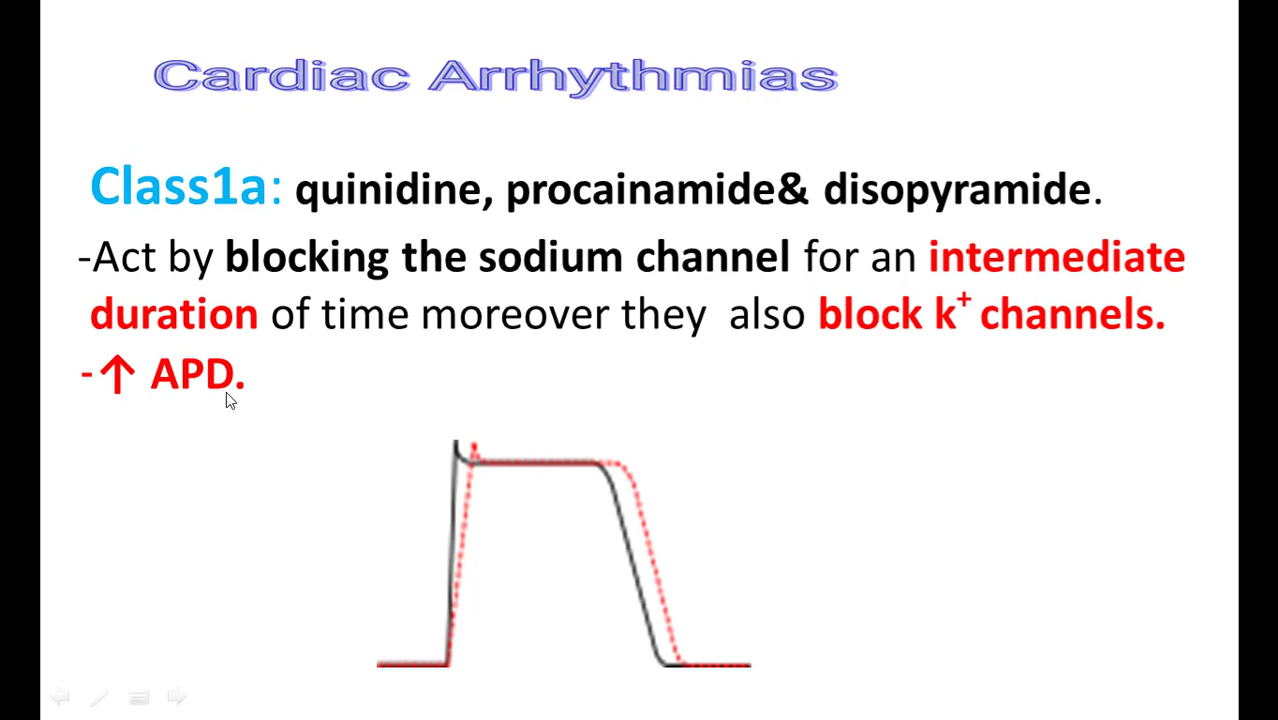 Cardiac Arrhythmias
Class1a: quinidine, procainamide& disopyramide.
-Act by blocking the sodium channel for an intermediate
duration of time moreover they also block k⁺ channels.
-↑ APD.